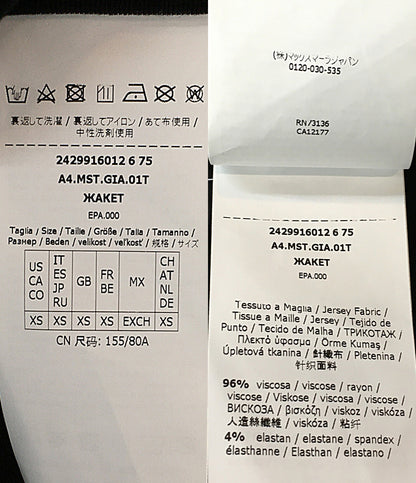 裏返して洗濯 / 裏返してアイロン / あて布使用 /
中性洗剤使用
2429916012 6 75
A4.MST.GIA.01T
ЖАКЕТ
EPA.000
Taglia / Size / Taille / Größe / Talla / Tamanho /
Размер / Beden / velikost / veľkosť / 规格 / サイズ
US CA CO
IT ES JP RU
GB
FR BE
MX
CH AT NL DE
XS XS XS XS EXCH XS
CN 尺码: 155/80A
(株)マックスマーラジャパン
0120-030-535
RN73136
CA12177
2429916012 6 75
A4.MST.GIA.01T
ЖАКЕТ
EPA.000
Tessuto a Maglia / Jersey Fabric /
Tissue a Maille / Jersey / Tejido de
Punto / Tecido de Malha / ТРИКОТАЖ /
Πλεκτό ύφασμα / Örme Kumaş /
Úpletová tkanina / 針織布 / Pletenina /
针织面料
96% viscosa / viscose / rayon /
viscose / Viskose / viscosa / viscose /
ВИСКОЗА / βισκόζη / viskoz / viskóza /
人造絲纖維 / viskóza / 粘纤
4% elastan / elastane / spandex /
élasthanne / Elasthan / elastano /